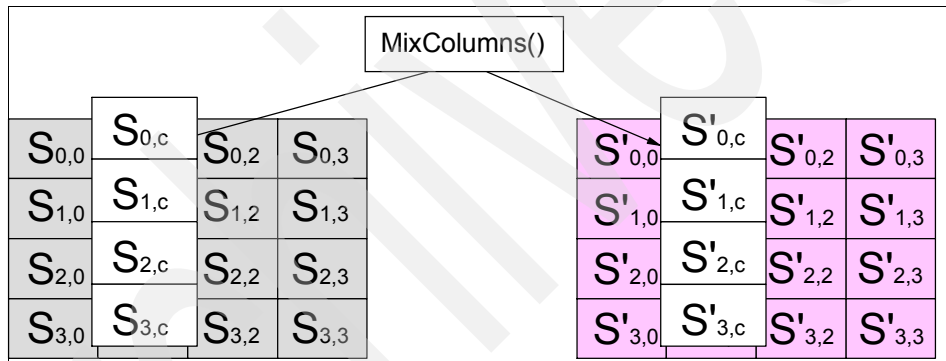 MixColumns()
S0,0 S0,c S0,2 S0,3
S1,0 S1,c S1,2 S1,3
S2,0 S2,c S2,2 S2,3
S3,0 S3,c S3,2 S3,3
S'0,0 S'0,c S'0,2 S'0,3
S'1,0 S'1,c S'1,2 S'1,3
S'2,0 S'2,c S'2,2 S'2,3
S'3,0 S'3,c S'3,2 S'3,3